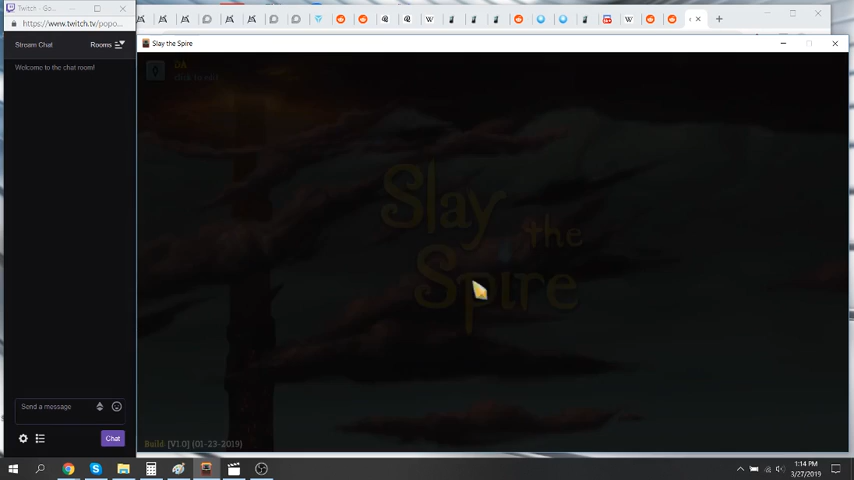 Twitch - Go...
https://www.twitch.tv/popo...
Stream Chat
Rooms
Welcome to the chat room!
Send a message
Chat
Slay the Spire
DA
Slay
the
Spire
Build: [V1.0] (01-23-2019)
1:14 PM
3/27/2019